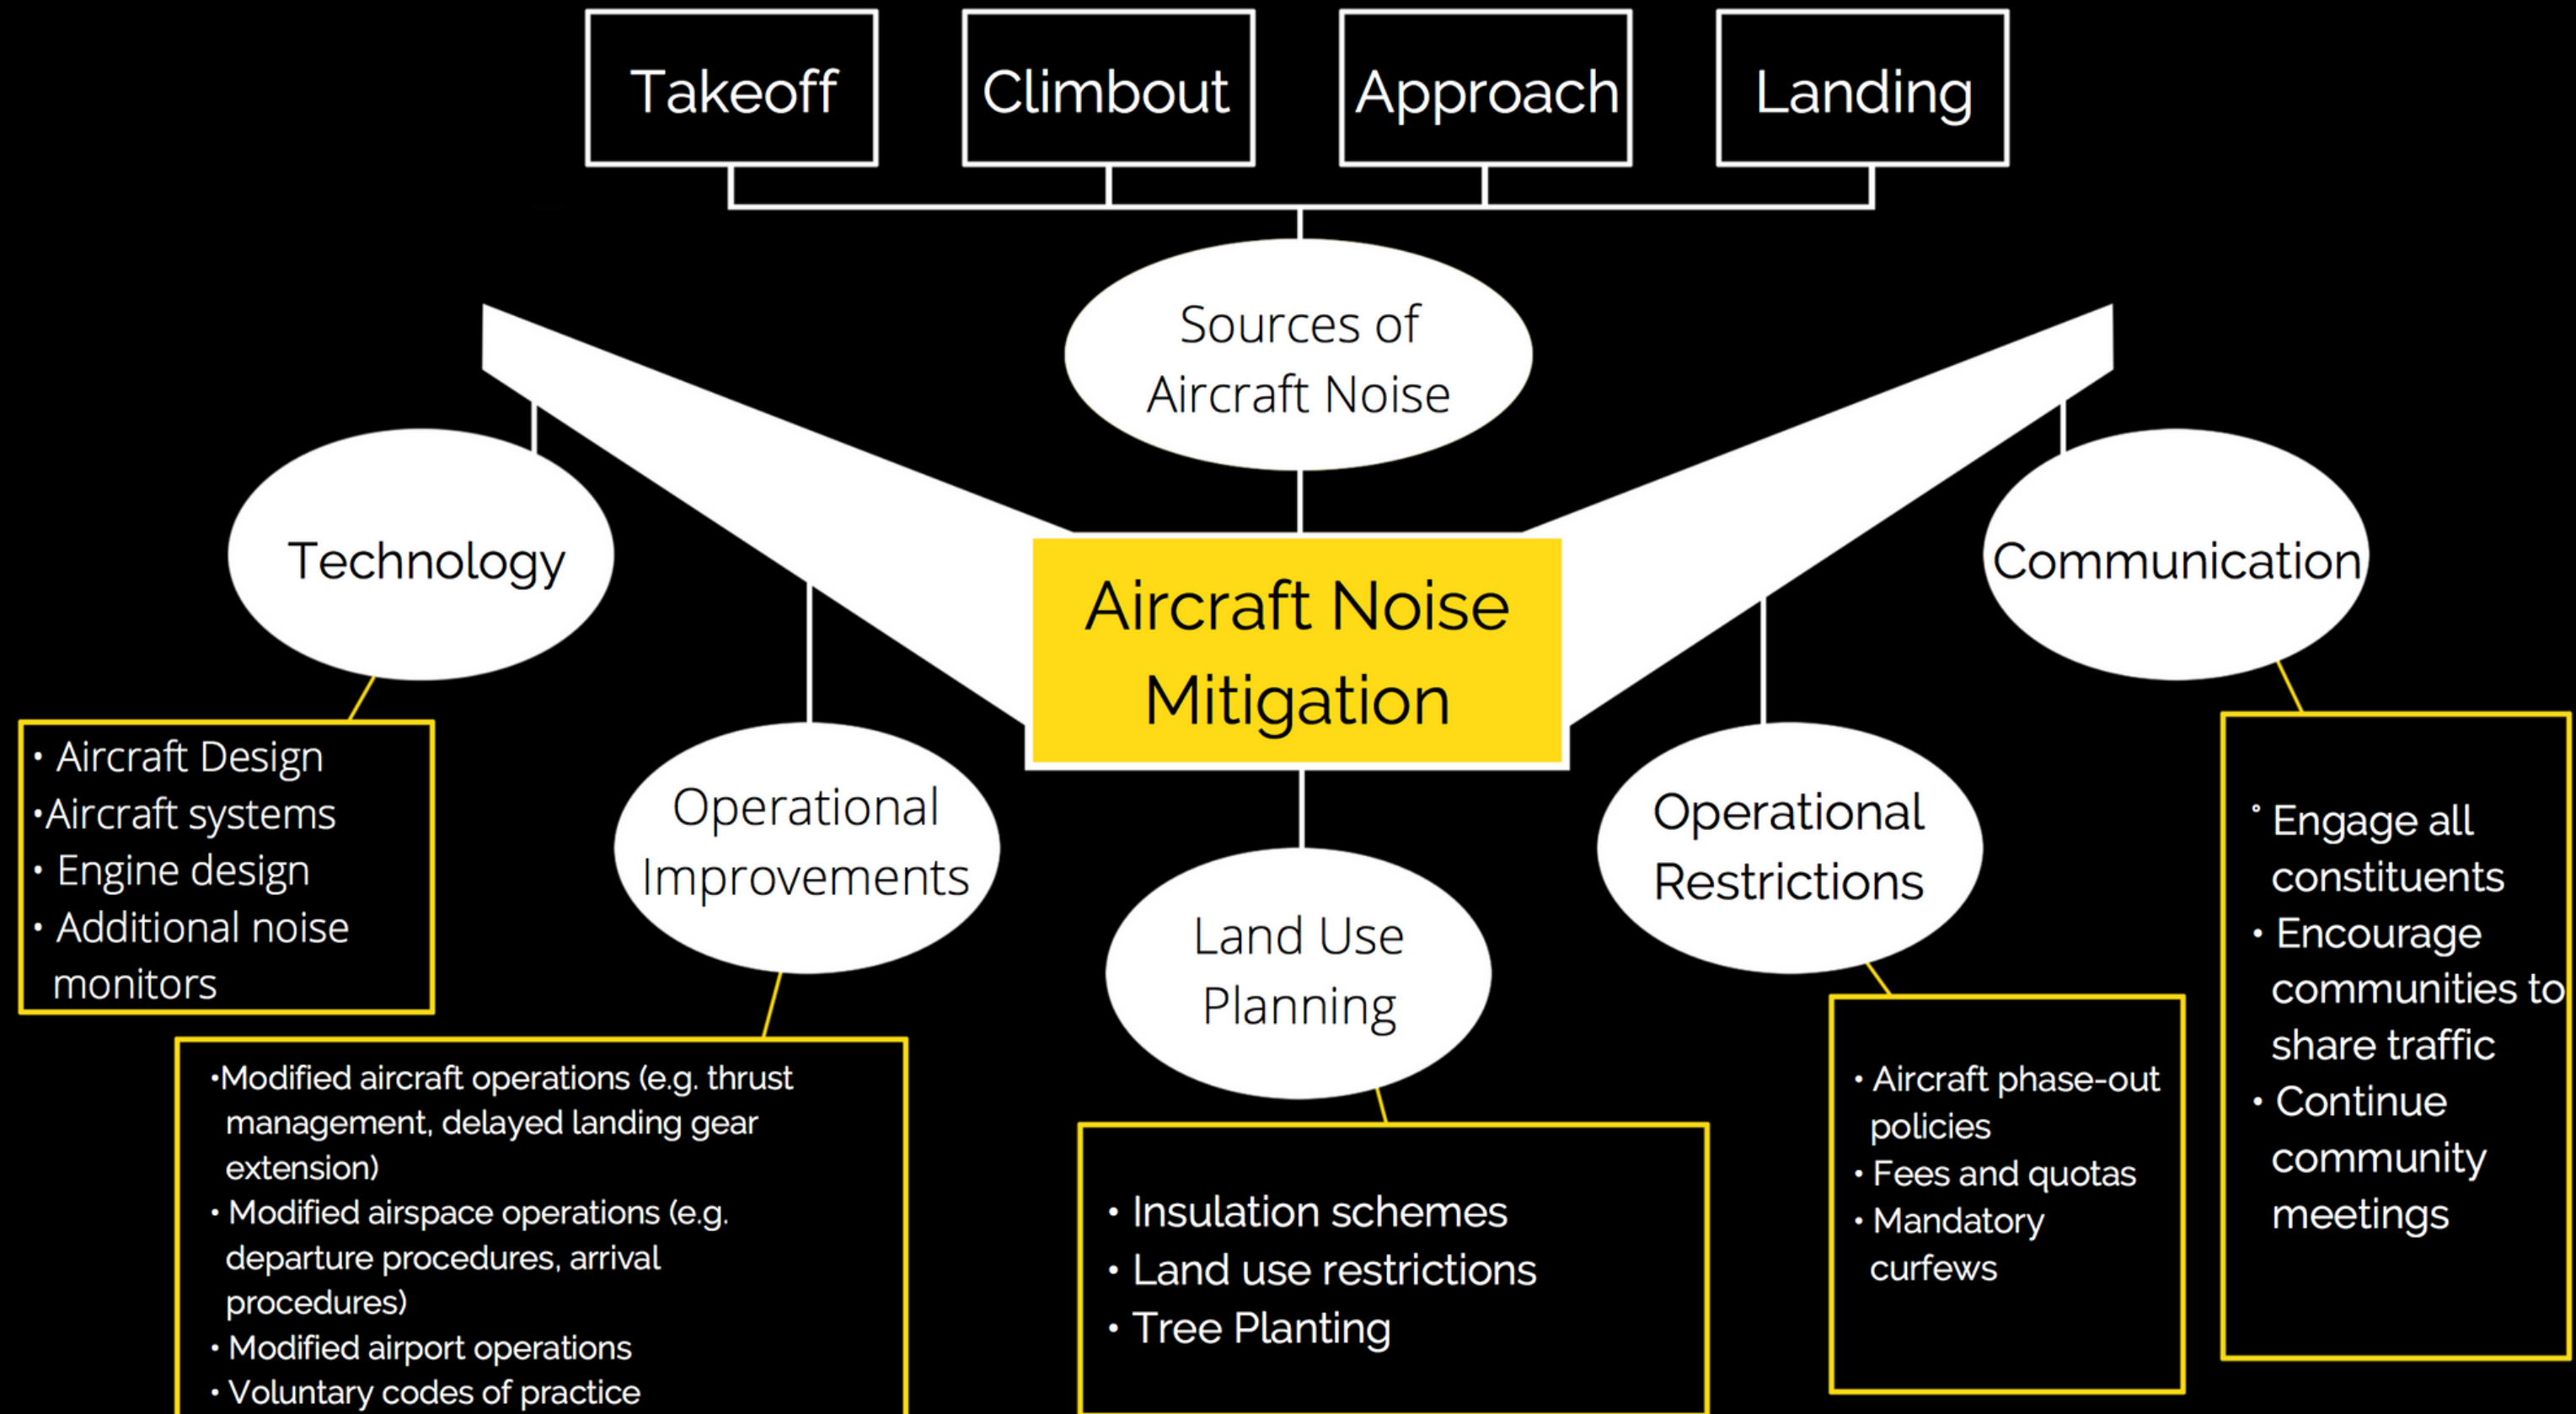 Takeoff
Climbout
Approach
Landing
Sources of
Aircraft Noise
Aircraft Noise
Mitigation
Technology
• Aircraft Design
•Aircraft systems
• Engine design
• Additional noise
monitors
Operational
Improvements
•Modified aircraft operations (e.g. thrust
management, delayed landing gear
extension)
• Modified airspace operations (e.g.
departure procedures, arrival
procedures)
• Modified airport operations
• Voluntary codes of practice
Land Use
Planning
• Insulation schemes
• Land use restrictions
• Tree Planting
Operational
Restrictions
• Aircraft phase-out
policies
• Fees and quotas
• Mandatory
curfews
Communication
° Engage all
constituents
• Encourage
communities to
share traffic
• Continue
community
meetings